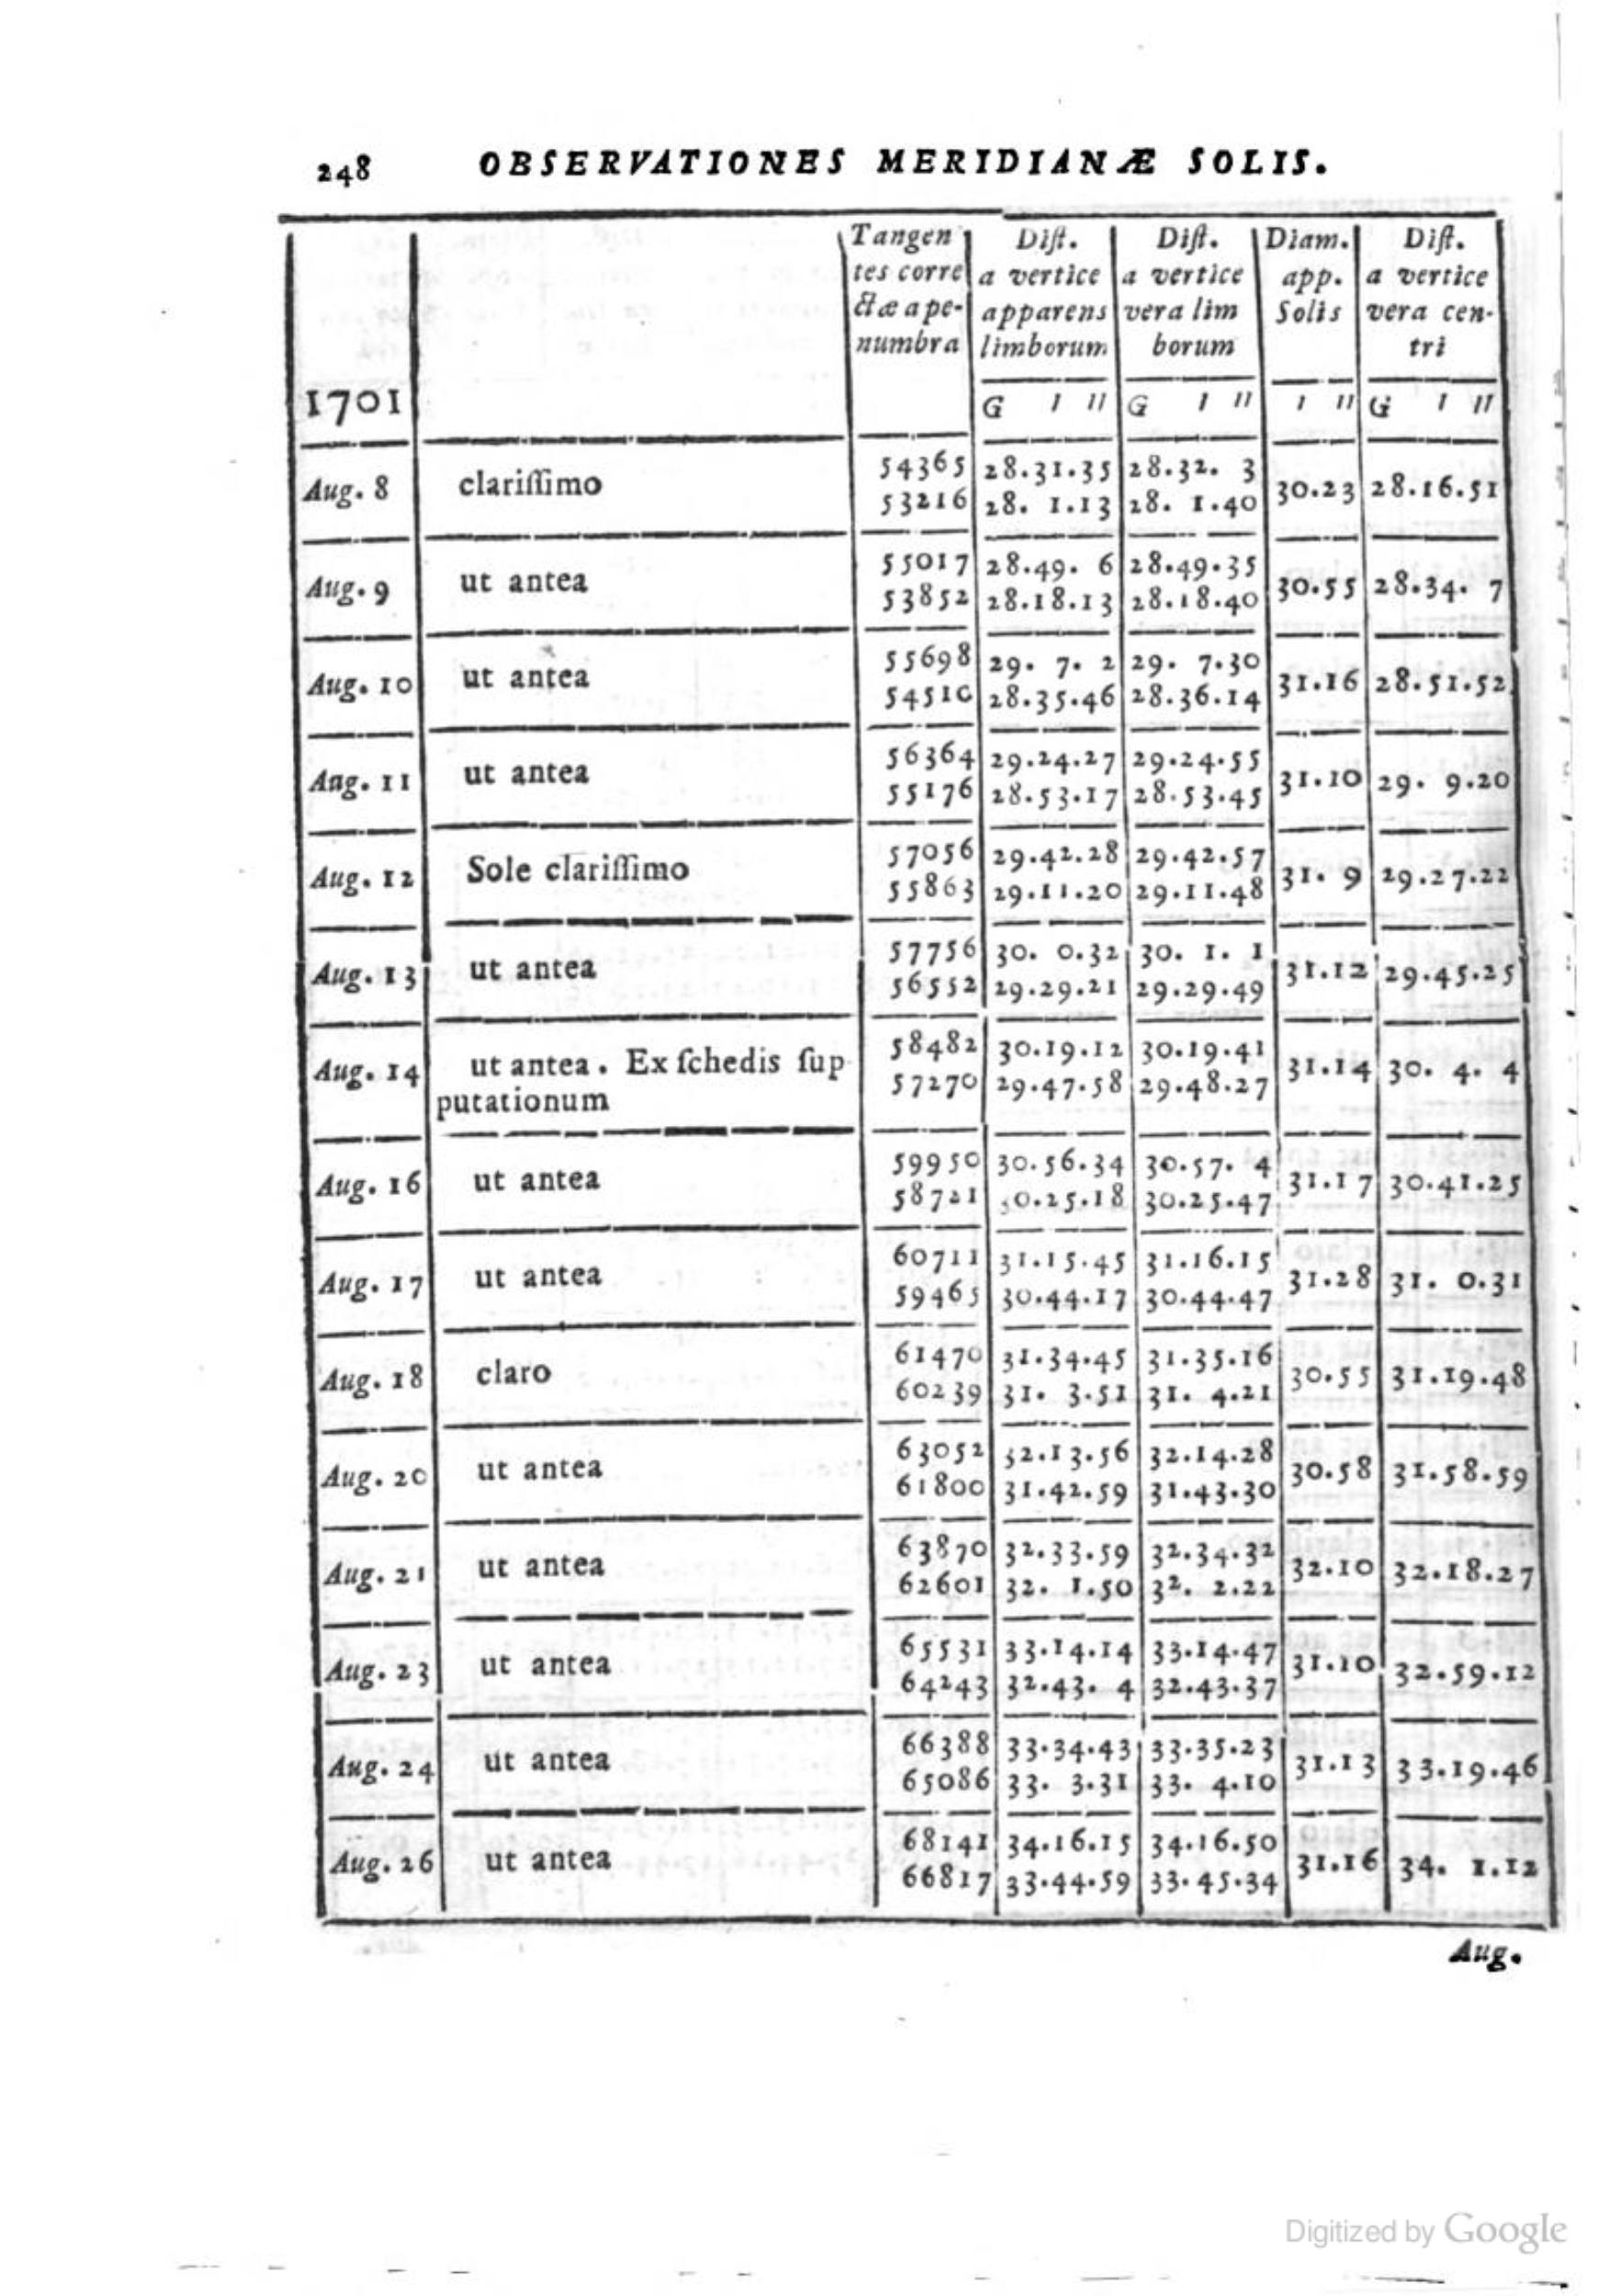 248 OBSERVATIONES MERIDIANÆ SOLIS.
Tangen Diſt. Diſt. Diam. Diſt.
tes corre a vertice a vertice app. a vertice
ctæ a pe- apparens vera lim Solis vera cen-
numbra limborum borum tri
1701 G I II G I II I II G I II
54365 28.31.35 28.32. 3
Aug. 8 clariſſimo 30.23 28.16.51
53216 28. 1.13 28. 1.40
55017 28.49. 6 28.49.35
Aug. 9 ut antea 30.55 28.34. 7
53852 28.18.13 28.18.40
55698 29. 7. 2 29. 7.30
Aug. 10 ut antea 31.16 28.51.52
54510 28.35.46 28.36.14
56364 29.24.27 29.24.55
Aug. 11 ut antea 31.10 29. 9.20
55176 28.53.17 28.53.45
57056 29.42.28 29.42.57
Aug. 12 Sole clariſſimo 31. 9 29.27.22
55863 29.11.20 29.11.48
57756 30. 0.32 30. 1. 1
Aug. 13 ut antea 31.12 29.45.25
56552 29.29.21 29.29.49
58482 30.19.12 30.19.41
Aug. 14 ut antea. Ex ſchedis ſup 31.14 30. 4. 4
57270 29.47.58 29.48.27
putationum
59950 30.56.34 30.57. 4
Aug. 16 ut antea 31.17 30.41.25
58721 30.25.18 30.25.47
60711 31.15.45 31.16.15
Aug. 17 ut antea 31.28 31. 0.31
59465 30.44.17 30.44.47
61470 31.34.45 31.35.16
Aug. 18 claro 30.55 31.19.48
60239 31. 3.51 31. 4.21
63052 32.13.56 32.14.28
Aug. 20 ut antea 30.58 31.58.59
61800 31.42.59 31.43.30
63870 32.33.59 32.34.32
Aug. 21 ut antea 32.10 32.18.27
62601 32. 1.50 32. 2.22
65531 33.14.14 33.14.47
Aug. 23 ut antea 31.10 32.59.12
64243 32.43. 4 32.43.37
66388 33.34.43 33.35.23
Aug. 24 ut antea 31.13 33.19.46
65086 33. 3.31 33. 4.10
68141 34.16.15 34.16.50
Aug. 26 ut antea 31.16 34. 1.12
66817 33.44.59 33.45.34
Aug.
Digitized by Google